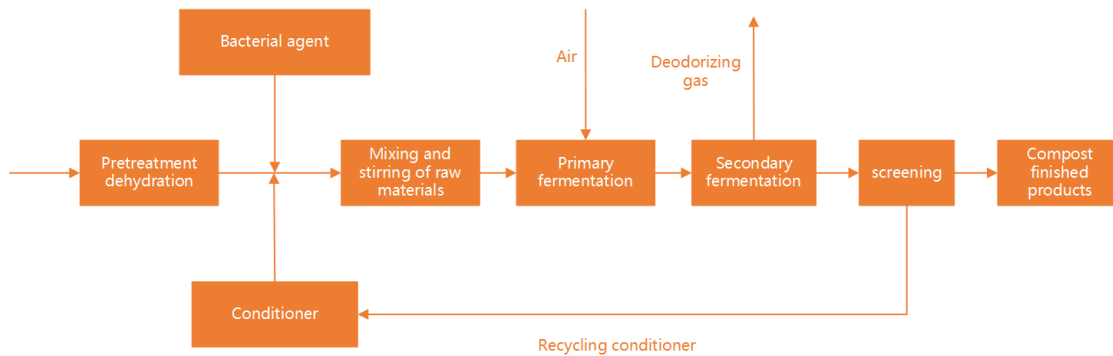 Bacterial agent
Air
Deodorizing
gas
Pretreatment
dehydration
Mixing and
stirring of raw
materials
Primary
fermentation
Secondary
fermentation
screening
Compost
finished
products
Conditioner
Recycling conditioner